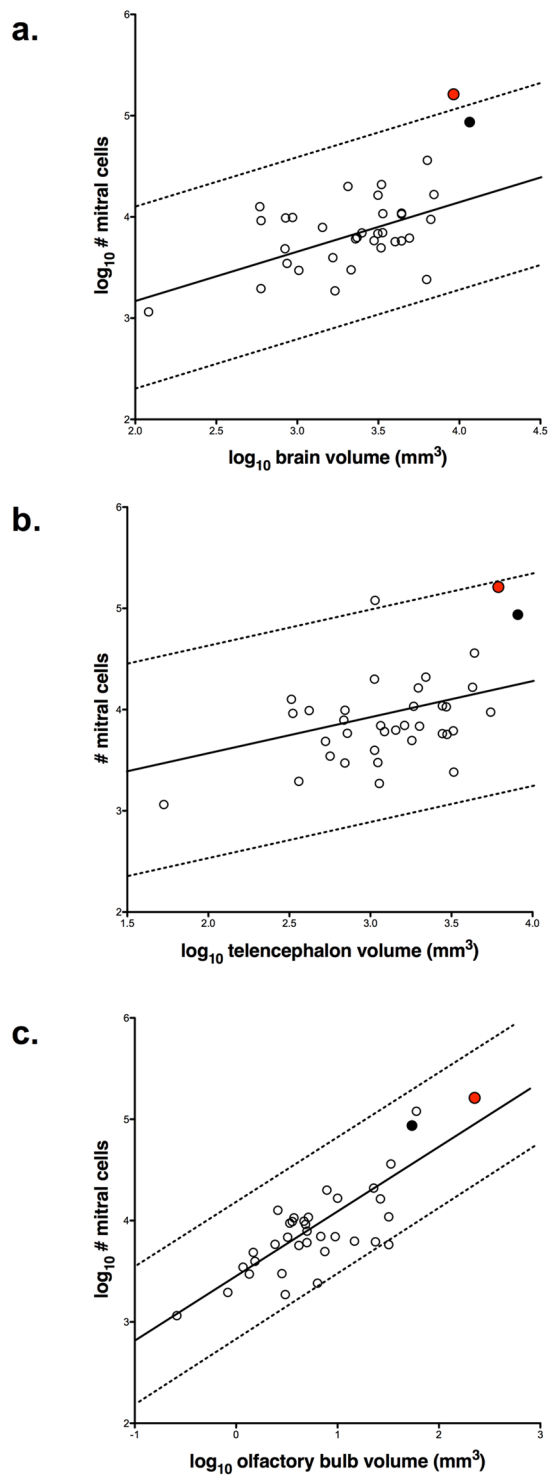 a.
6
5
4
3
2
log10 # mitral cells
2.0 2.5 3.0 3.5 4.0 4.5
log10 brain volume (mm3)
b.
6
5
4
3
2
# mitral cells
1.5 2.0 2.5 3.0 3.5 4.0
log10 telencephalon volume (mm3)
c.
6
5
4
3
2
log10 # mitral cells
-1 0 1 2 3
log10 olfactory bulb volume (mm3)